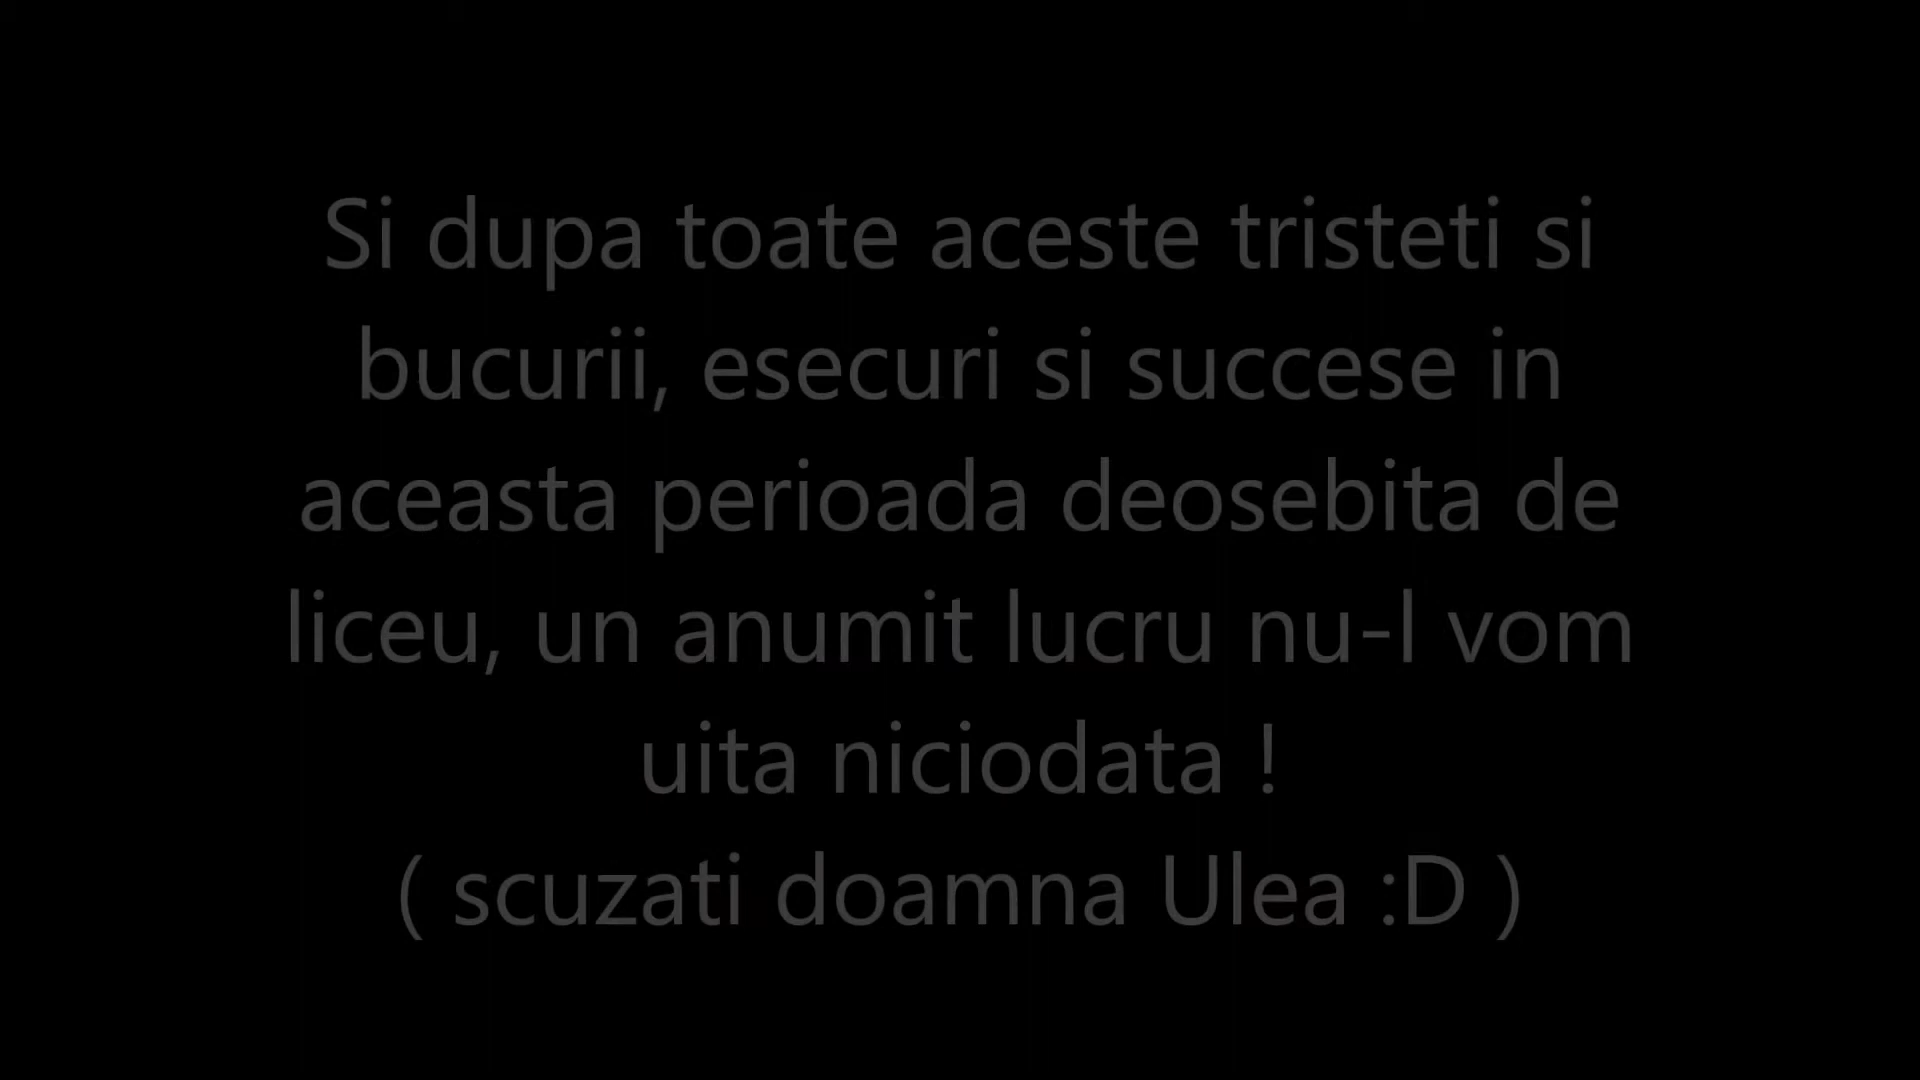 Si dupa toate aceste tristeti si
bucurii, esecuri si succese in
aceasta perioada deosebita de
liceu, un anumit lucru nu-l vom
uita niciodata !
( scuzati doamna Ulea :D )